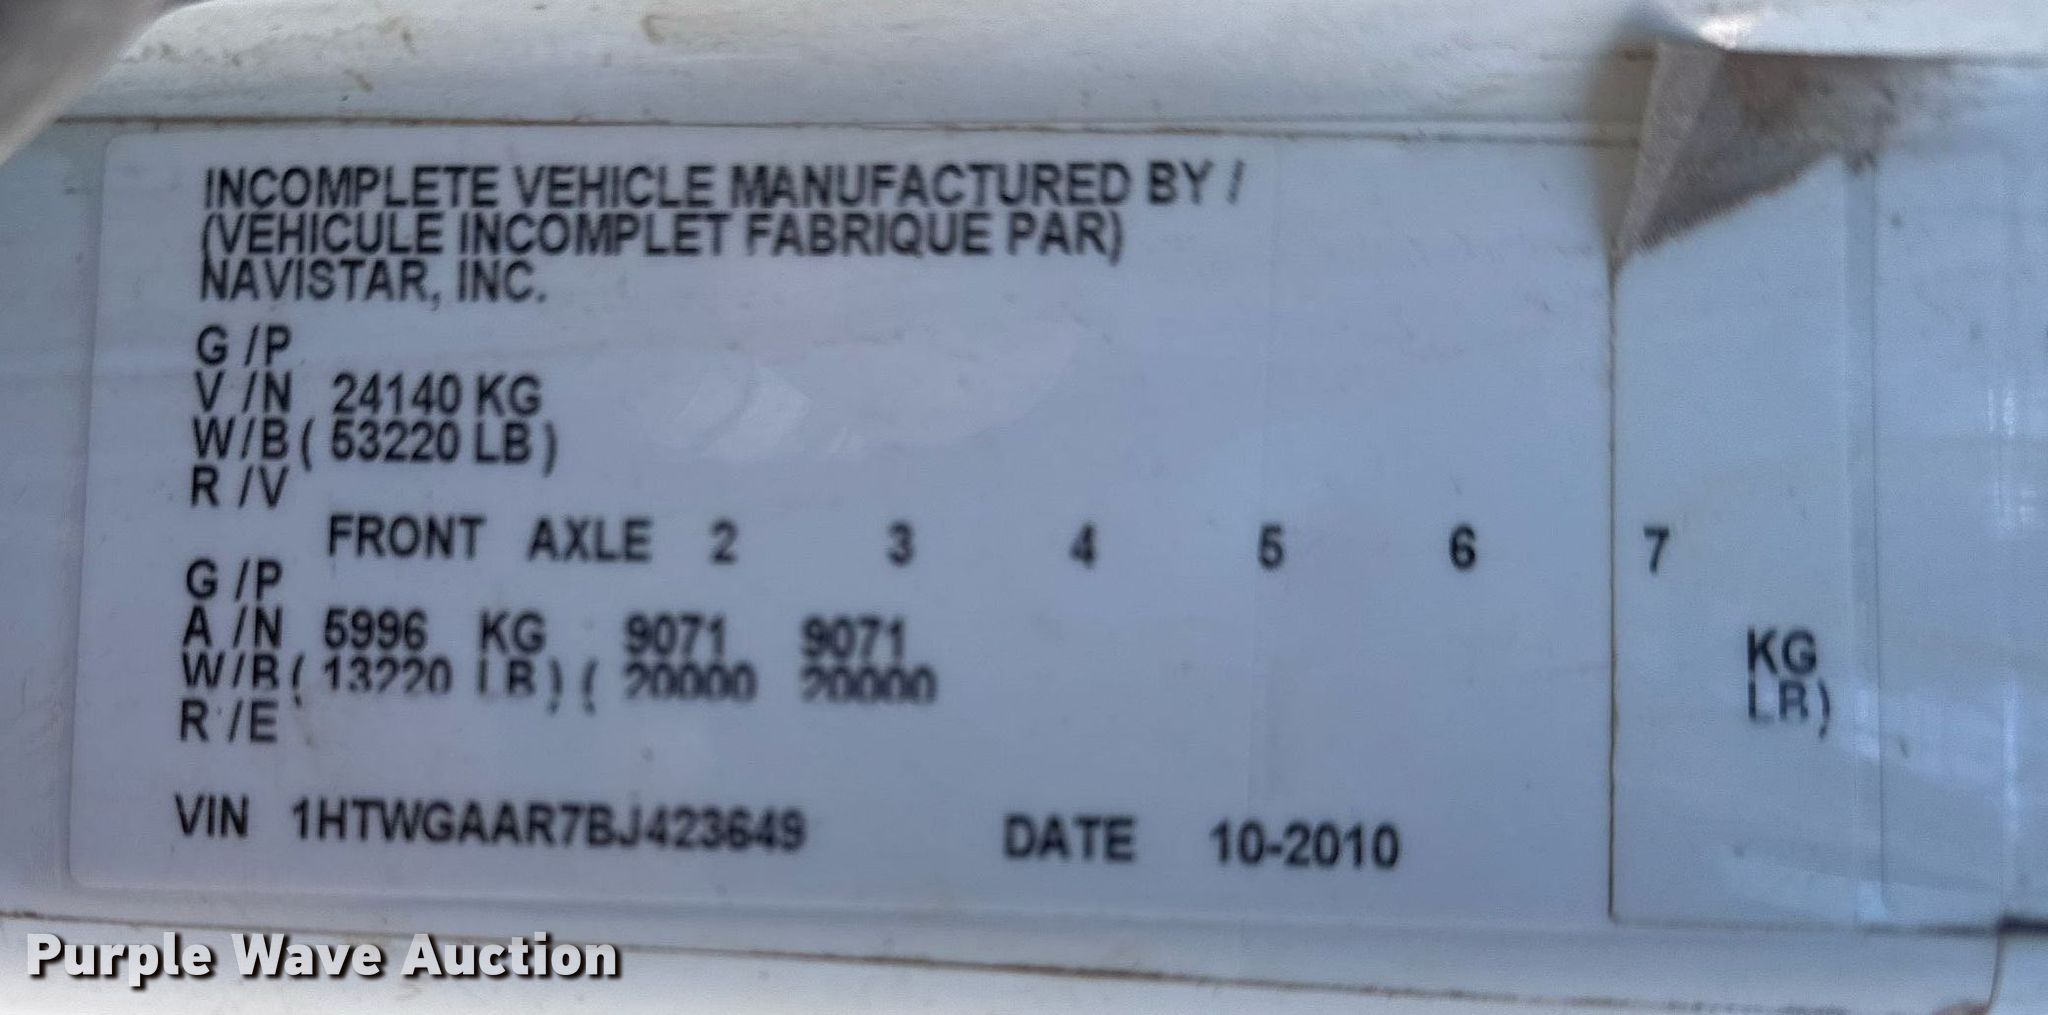 INCOMPLETE VEHICLE MANUFACTURED BY /
(VEHICULE INCOMPLET FABRIQUE PAR)
NAVISTAR, INC.
G /P
V /N 24140 KG
W/B ( 53220 LB )
R /V
FRONT AXLE 2 3 4 5 6 7
G /P
A /N 5996 KG 9071 9071 KG
W/B ( 13220 LB ) ( 20000 20000 LB)
R /E
VIN 1HTWGAAR7BJ423649 DATE 10-2010
Purple Wave Auction